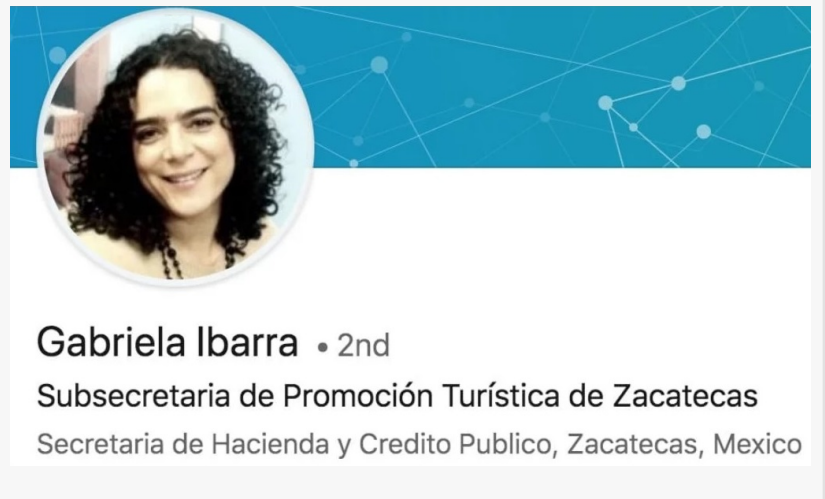 Gabriela Ibarra • 2nd
Subsecretaria de Promoción Turística de Zacatecas
Secretaria de Hacienda y Credito Publico, Zacatecas, Mexico